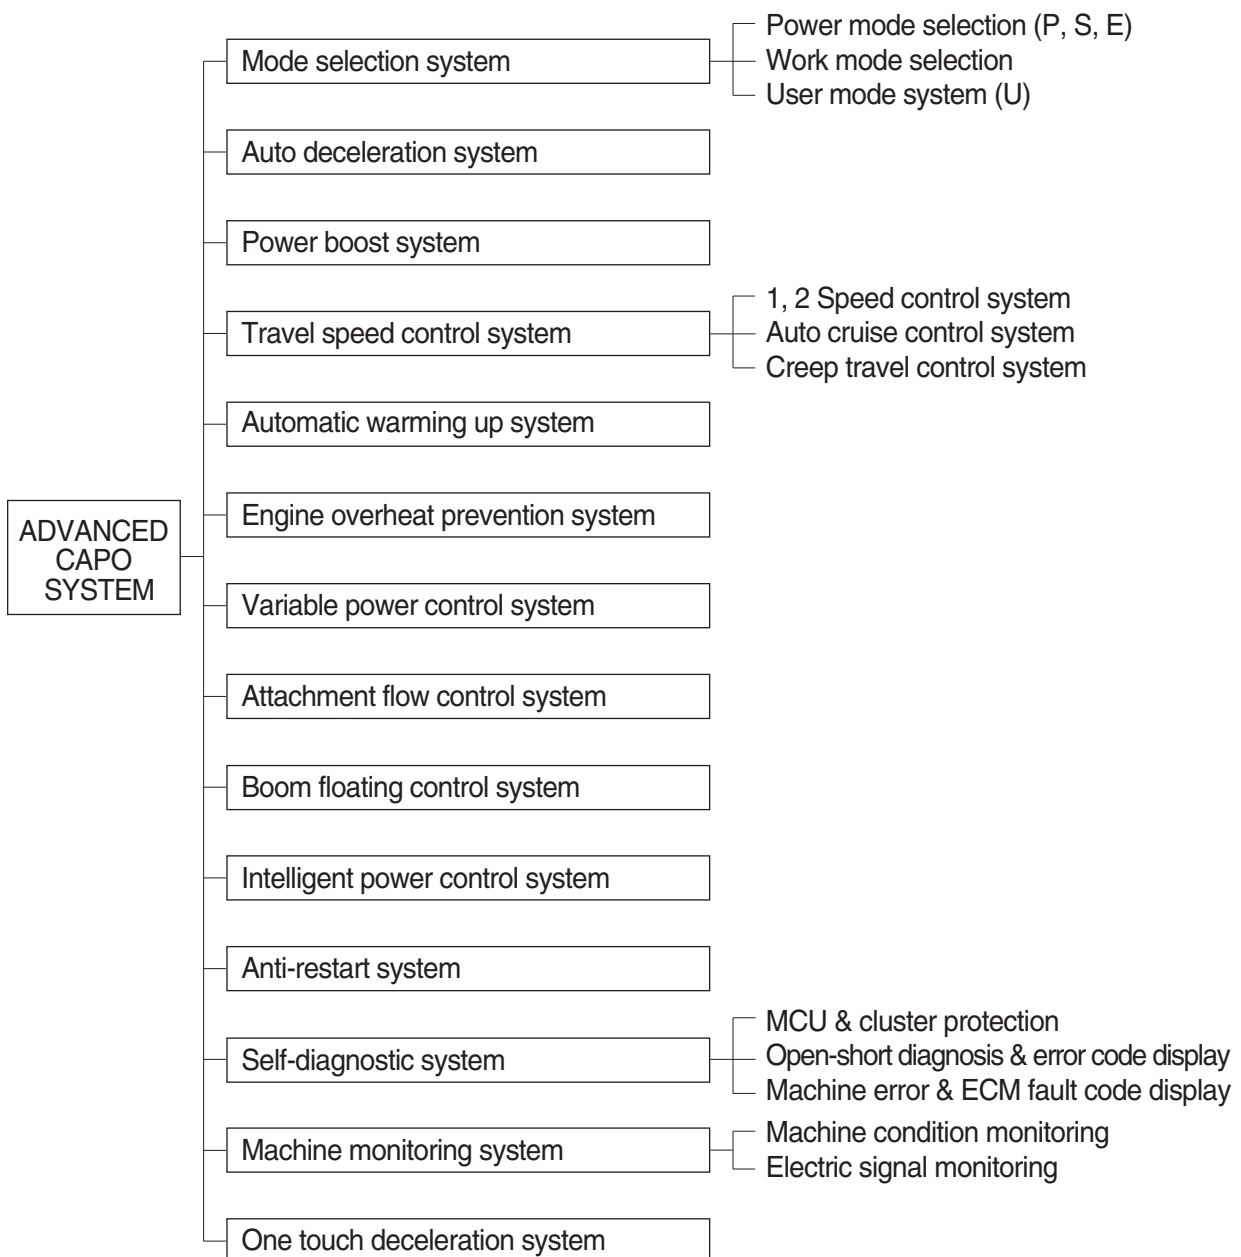 Mode selection system
Power mode selection (P, S, E)
Work mode selection
User mode system (U)
Auto deceleration system
Power boost system
Travel speed control system
1, 2 Speed control system
Auto cruise control system
Creep travel control system
Automatic warming up system
Engine overheat prevention system
ADVANCED
CAPO
SYSTEM
Variable power control system
Attachment flow control system
Boom floating control system
Intelligent power control system
Anti-restart system
Self-diagnostic system
MCU & cluster protection
Open-short diagnosis & error code display
Machine error & ECM fault code display
Machine monitoring system
Machine condition monitoring
Electric signal monitoring
One touch deceleration system